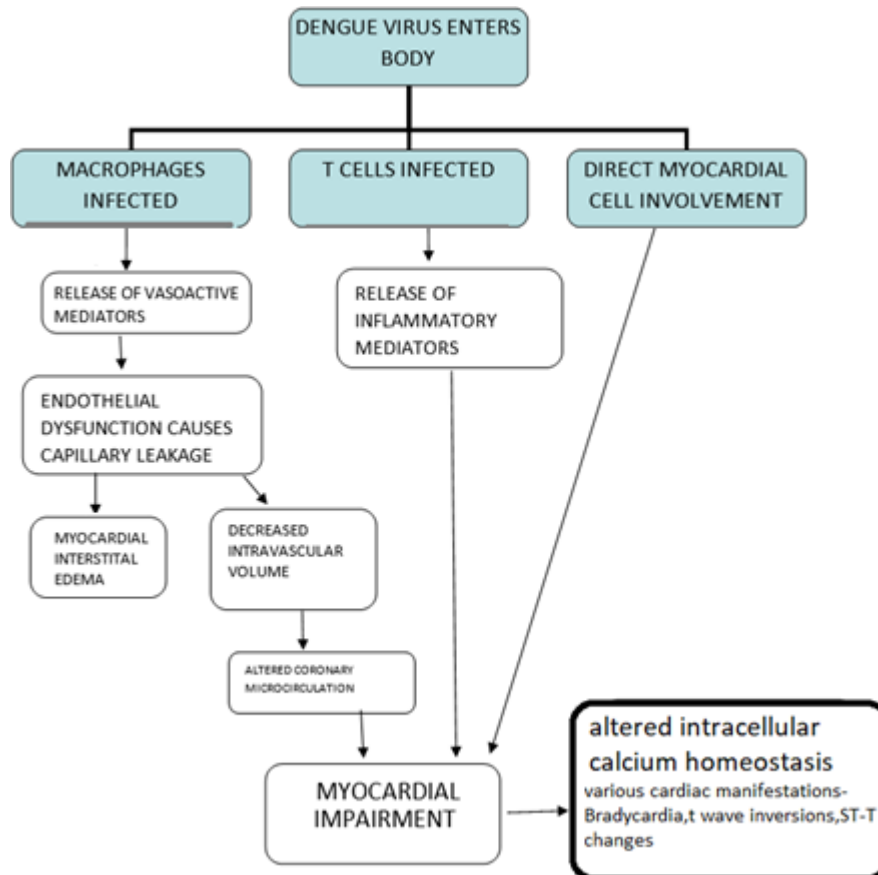 DENGUE VIRUS ENTERS
BODY
MACROPHAGES
INFECTED
T CELLS INFECTED
DIRECT MYOCARDIAL
CELL INVOLVEMENT
RELEASE OF VASOACTIVE
MEDIATORS
RELEASE OF
INFLAMMATORY
MEDIATORS
ENDOTHELIAL
DYSFUNCTION CAUSES
CAPILLARY LEAKAGE
MYOCARDIAL
INTERSTITAL
EDEMA
DECREASED
INTRAVASCULAR
VOLUME
ALTERED CORONARY
MICROCIRCULATION
MYOCARDIAL
IMPAIRMENT
altered intracellular
calcium homeostasis
various cardiac manifestations-
Bradycardia,t wave inversions,ST-T
changes